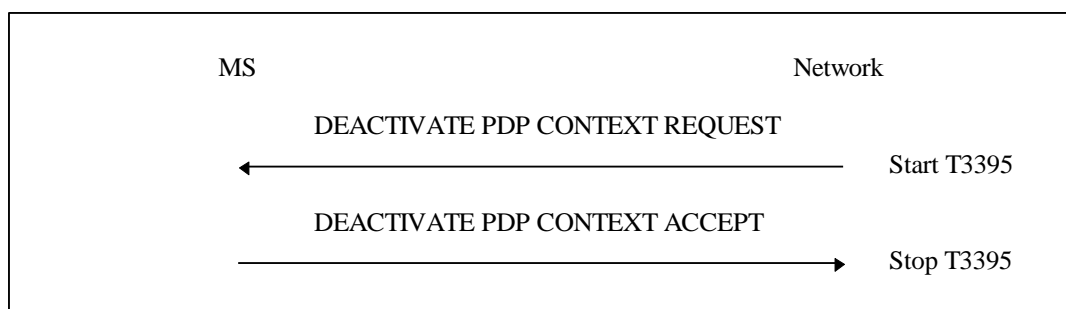 MS Network
DEACTIVATE PDP CONTEXT REQUEST
Start T3395
DEACTIVATE PDP CONTEXT ACCEPT
Stop T3395